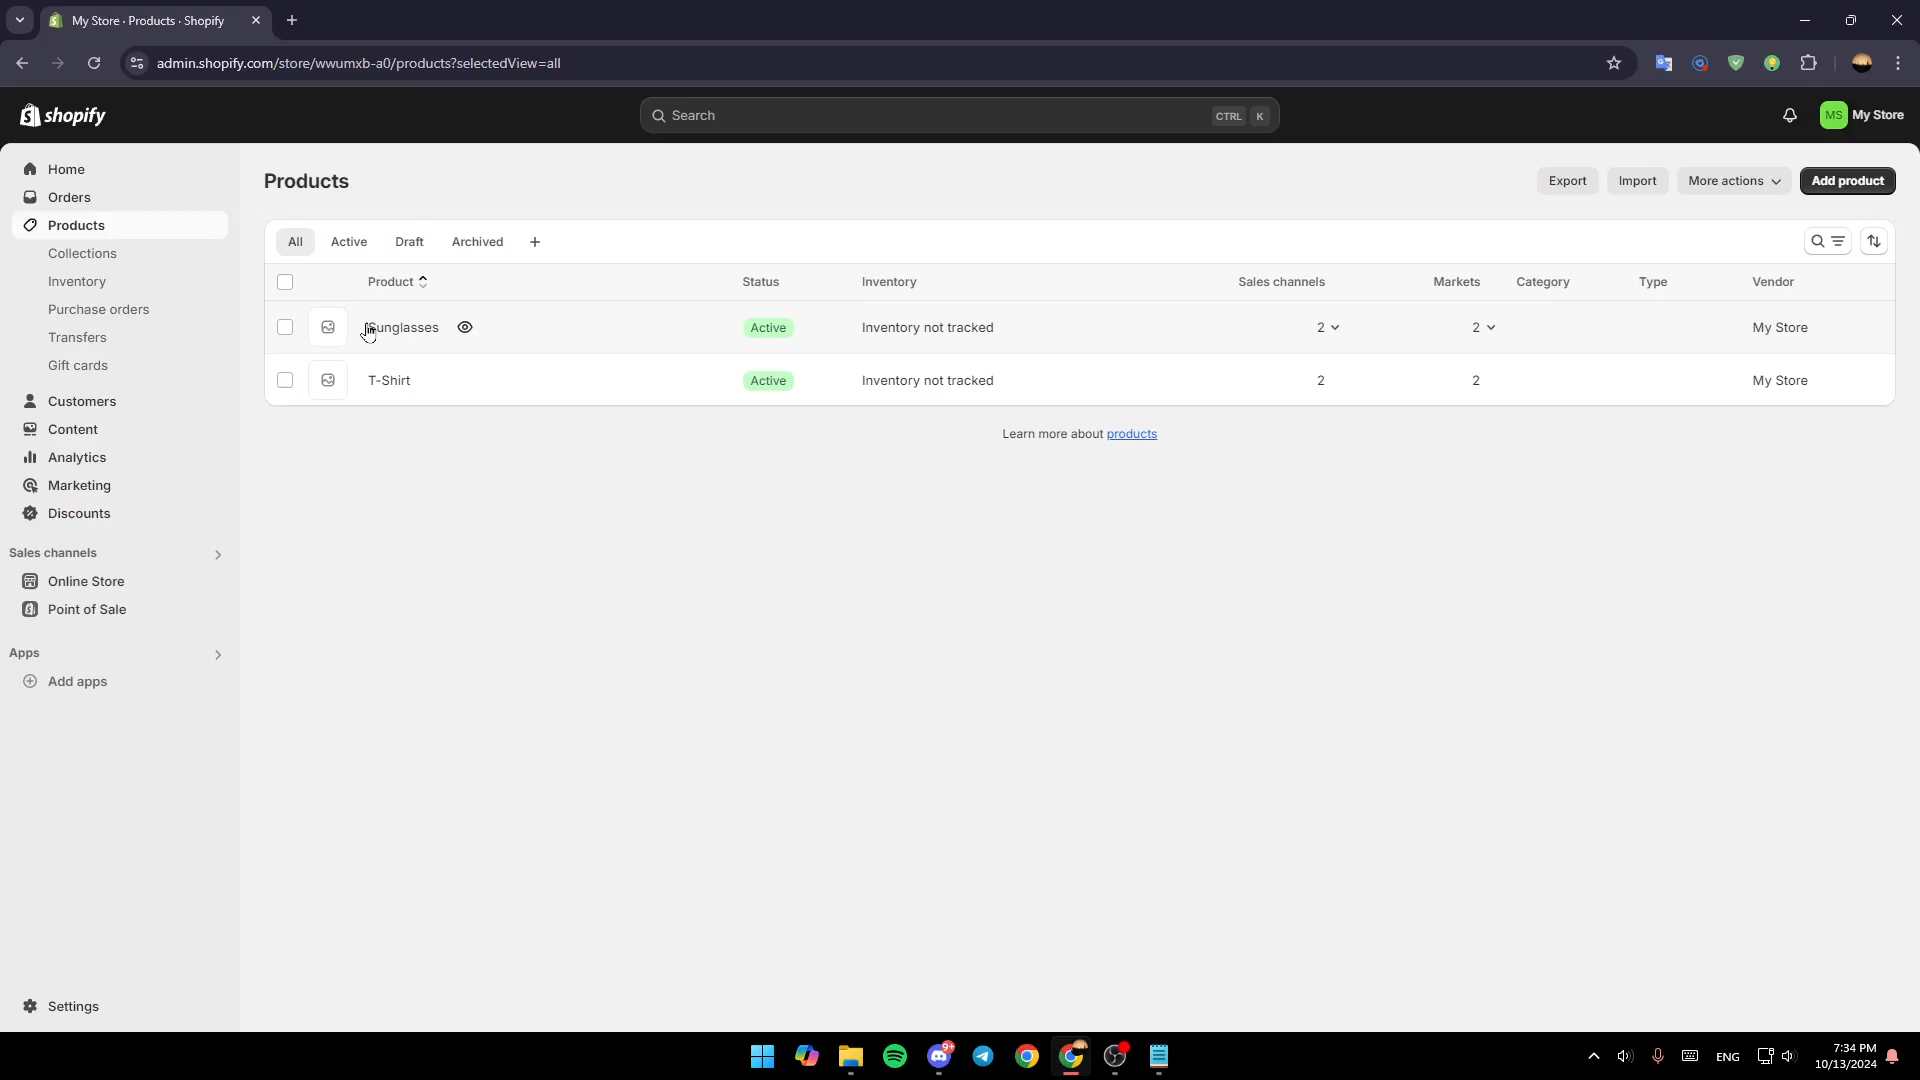 My Store · Products · Shopify
admin.shopify.com/store/wwumxb-a0/products?selectedView=all
shopify
Search
CTRL K
MS My Store
Home
Orders
Products
Collections
Inventory
Purchase orders
Transfers
Gift cards
Customers
Content
Analytics
Marketing
Discounts
Sales channels
Online Store
Point of Sale
Apps
Add apps
Settings
Products
Export
Import
More actions
Add product
All Active Draft Archived +
Product Status Inventory Sales channels Markets Category Type Vendor
Sunglasses Active Inventory not tracked 2 2 My Store
T-Shirt Active Inventory not tracked 2 2 My Store
Learn more about products
9+
ENG
7:34 PM
10/13/2024